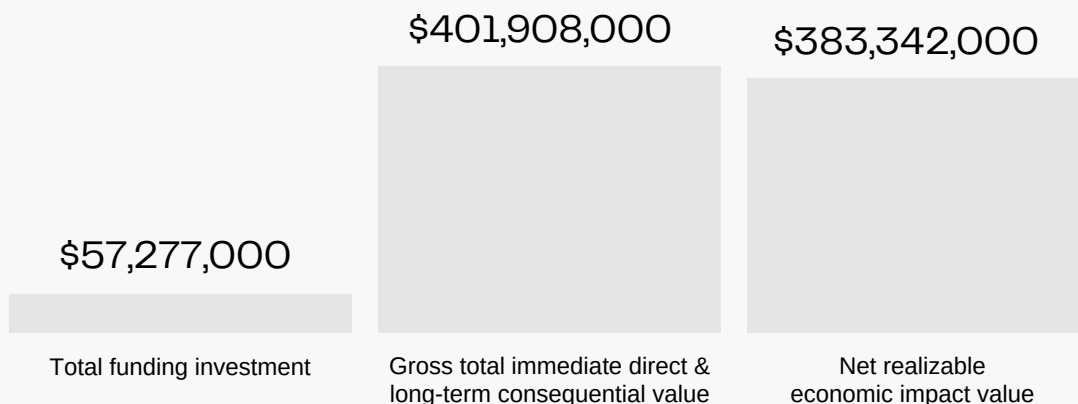 $401,908,000
$383,342,000
$57,277,000
Total funding investment
Gross total immediate direct &
long-term consequential value
Net realizable
economic impact value